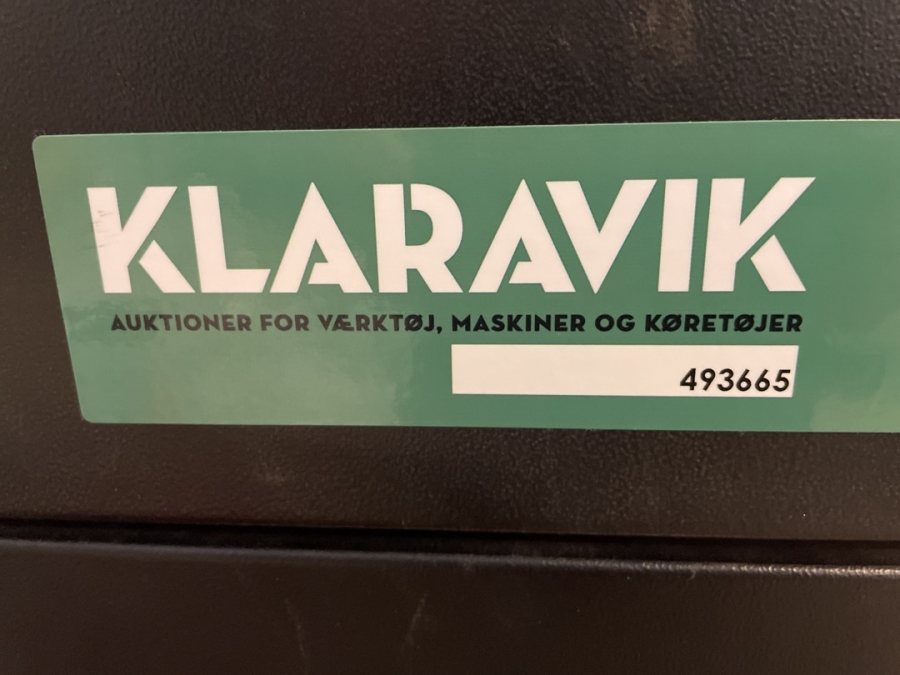 KLARAVIK
AUKTIONER FOR VÆRKTØJ, MASKINER OG KØRETØJER
493665